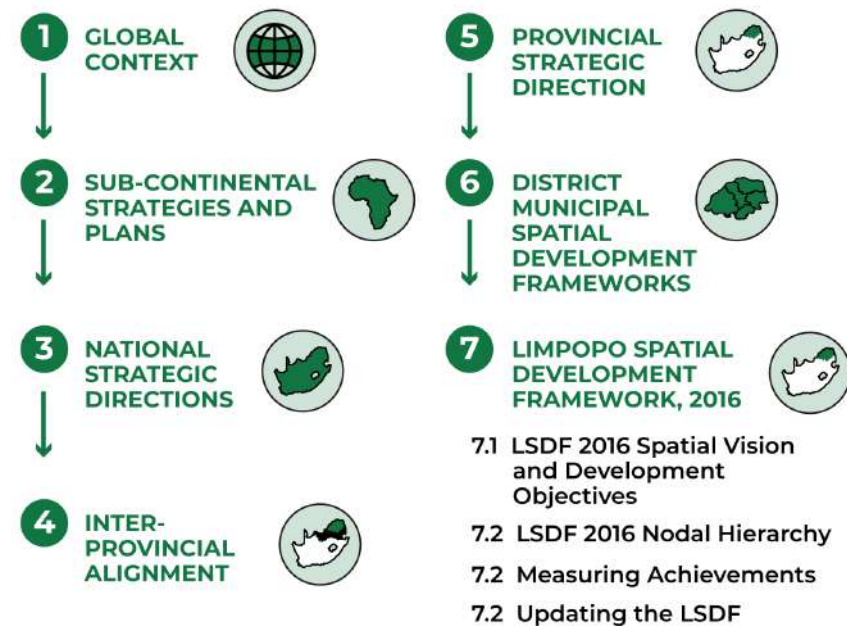 1 GLOBAL
CONTEXT
2 SUB-CONTINENTAL
STRATEGIES AND
PLANS
3 NATIONAL
STRATEGIC
DIRECTIONS
4 INTER-
PROVINCIAL
ALIGNMENT
5 PROVINCIAL
STRATEGIC
DIRECTION
6 DISTRICT
MUNICIPAL
SPATIAL
DEVELOPMENT
FRAMEWORKS
7 LIMPOPO SPATIAL
DEVELOPMENT
FRAMEWORK, 2016
7.1 LSDF 2016 Spatial Vision
and Development
Objectives
7.2 LSDF 2016 Nodal Hierarchy
7.2 Measuring Achievements
7.2 Updating the LSDF